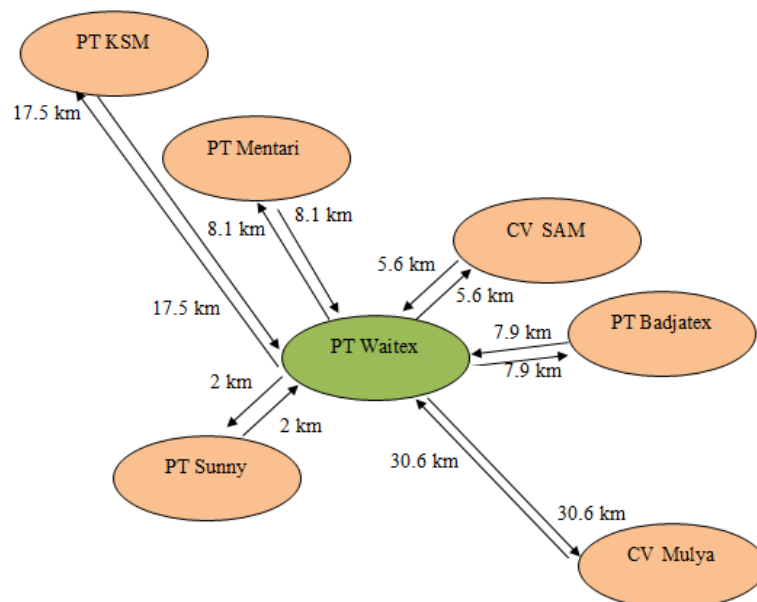 PT KSM
17.5 km
PT Mentari
8.1 km
8.1 km
CV SAM
5.6 km
5.6 km
17.5 km
PT Waitex
7.9 km
PT Badjatex
7.9 km
2 km
2 km
PT Sunny
30.6 km
30.6 km
CV Mulya